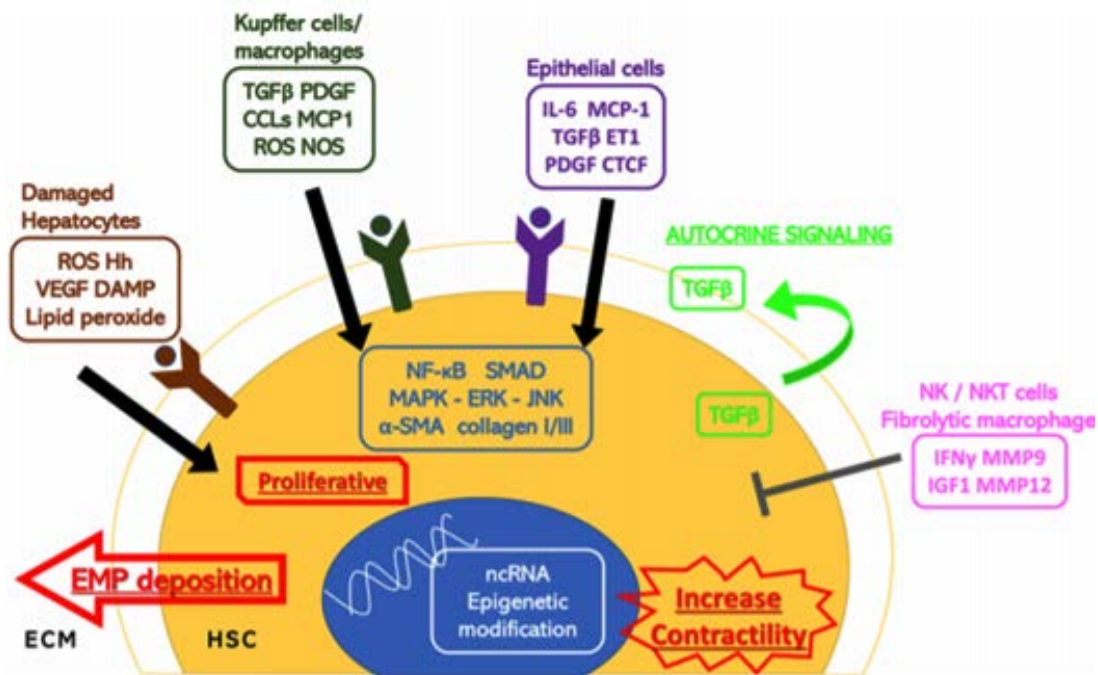 Kupffer cells/
macrophages
TGFβ PDGF
CCLs MCP1
ROS NOS
Epithelial cells
IL-6 MCP-1
TGFβ ET1
PDGF CTCF
Damaged
Hepatocytes
ROS Hh
VEGF DAMP
Lipid peroxide
AUTOCRINE SIGNALING
TGFβ
TGFβ
NF-κB SMAD
MAPK - ERK - JNK
α-SMA collagen I/III
NK / NKT cells
Fibrolytic macrophage
IFNγ MMP9
IGF1 MMP12
Proliferative
EMP deposition
ncRNA
Epigenetic
modification
Increase
Contractility
ECM
HSC